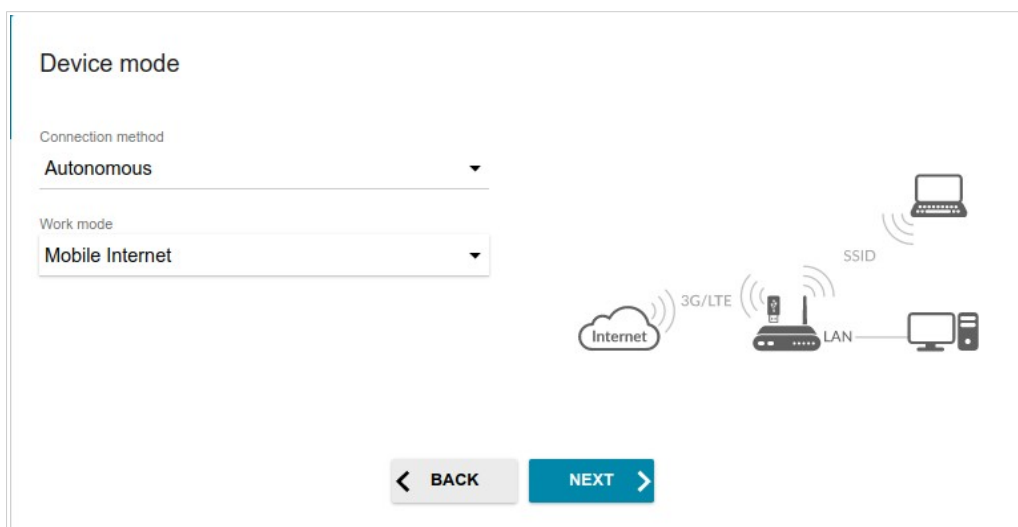 Device mode
Connection method
Autonomous
Work mode
Mobile Internet
SSID
3G/LTE
Internet
LAN
BACK
NEXT